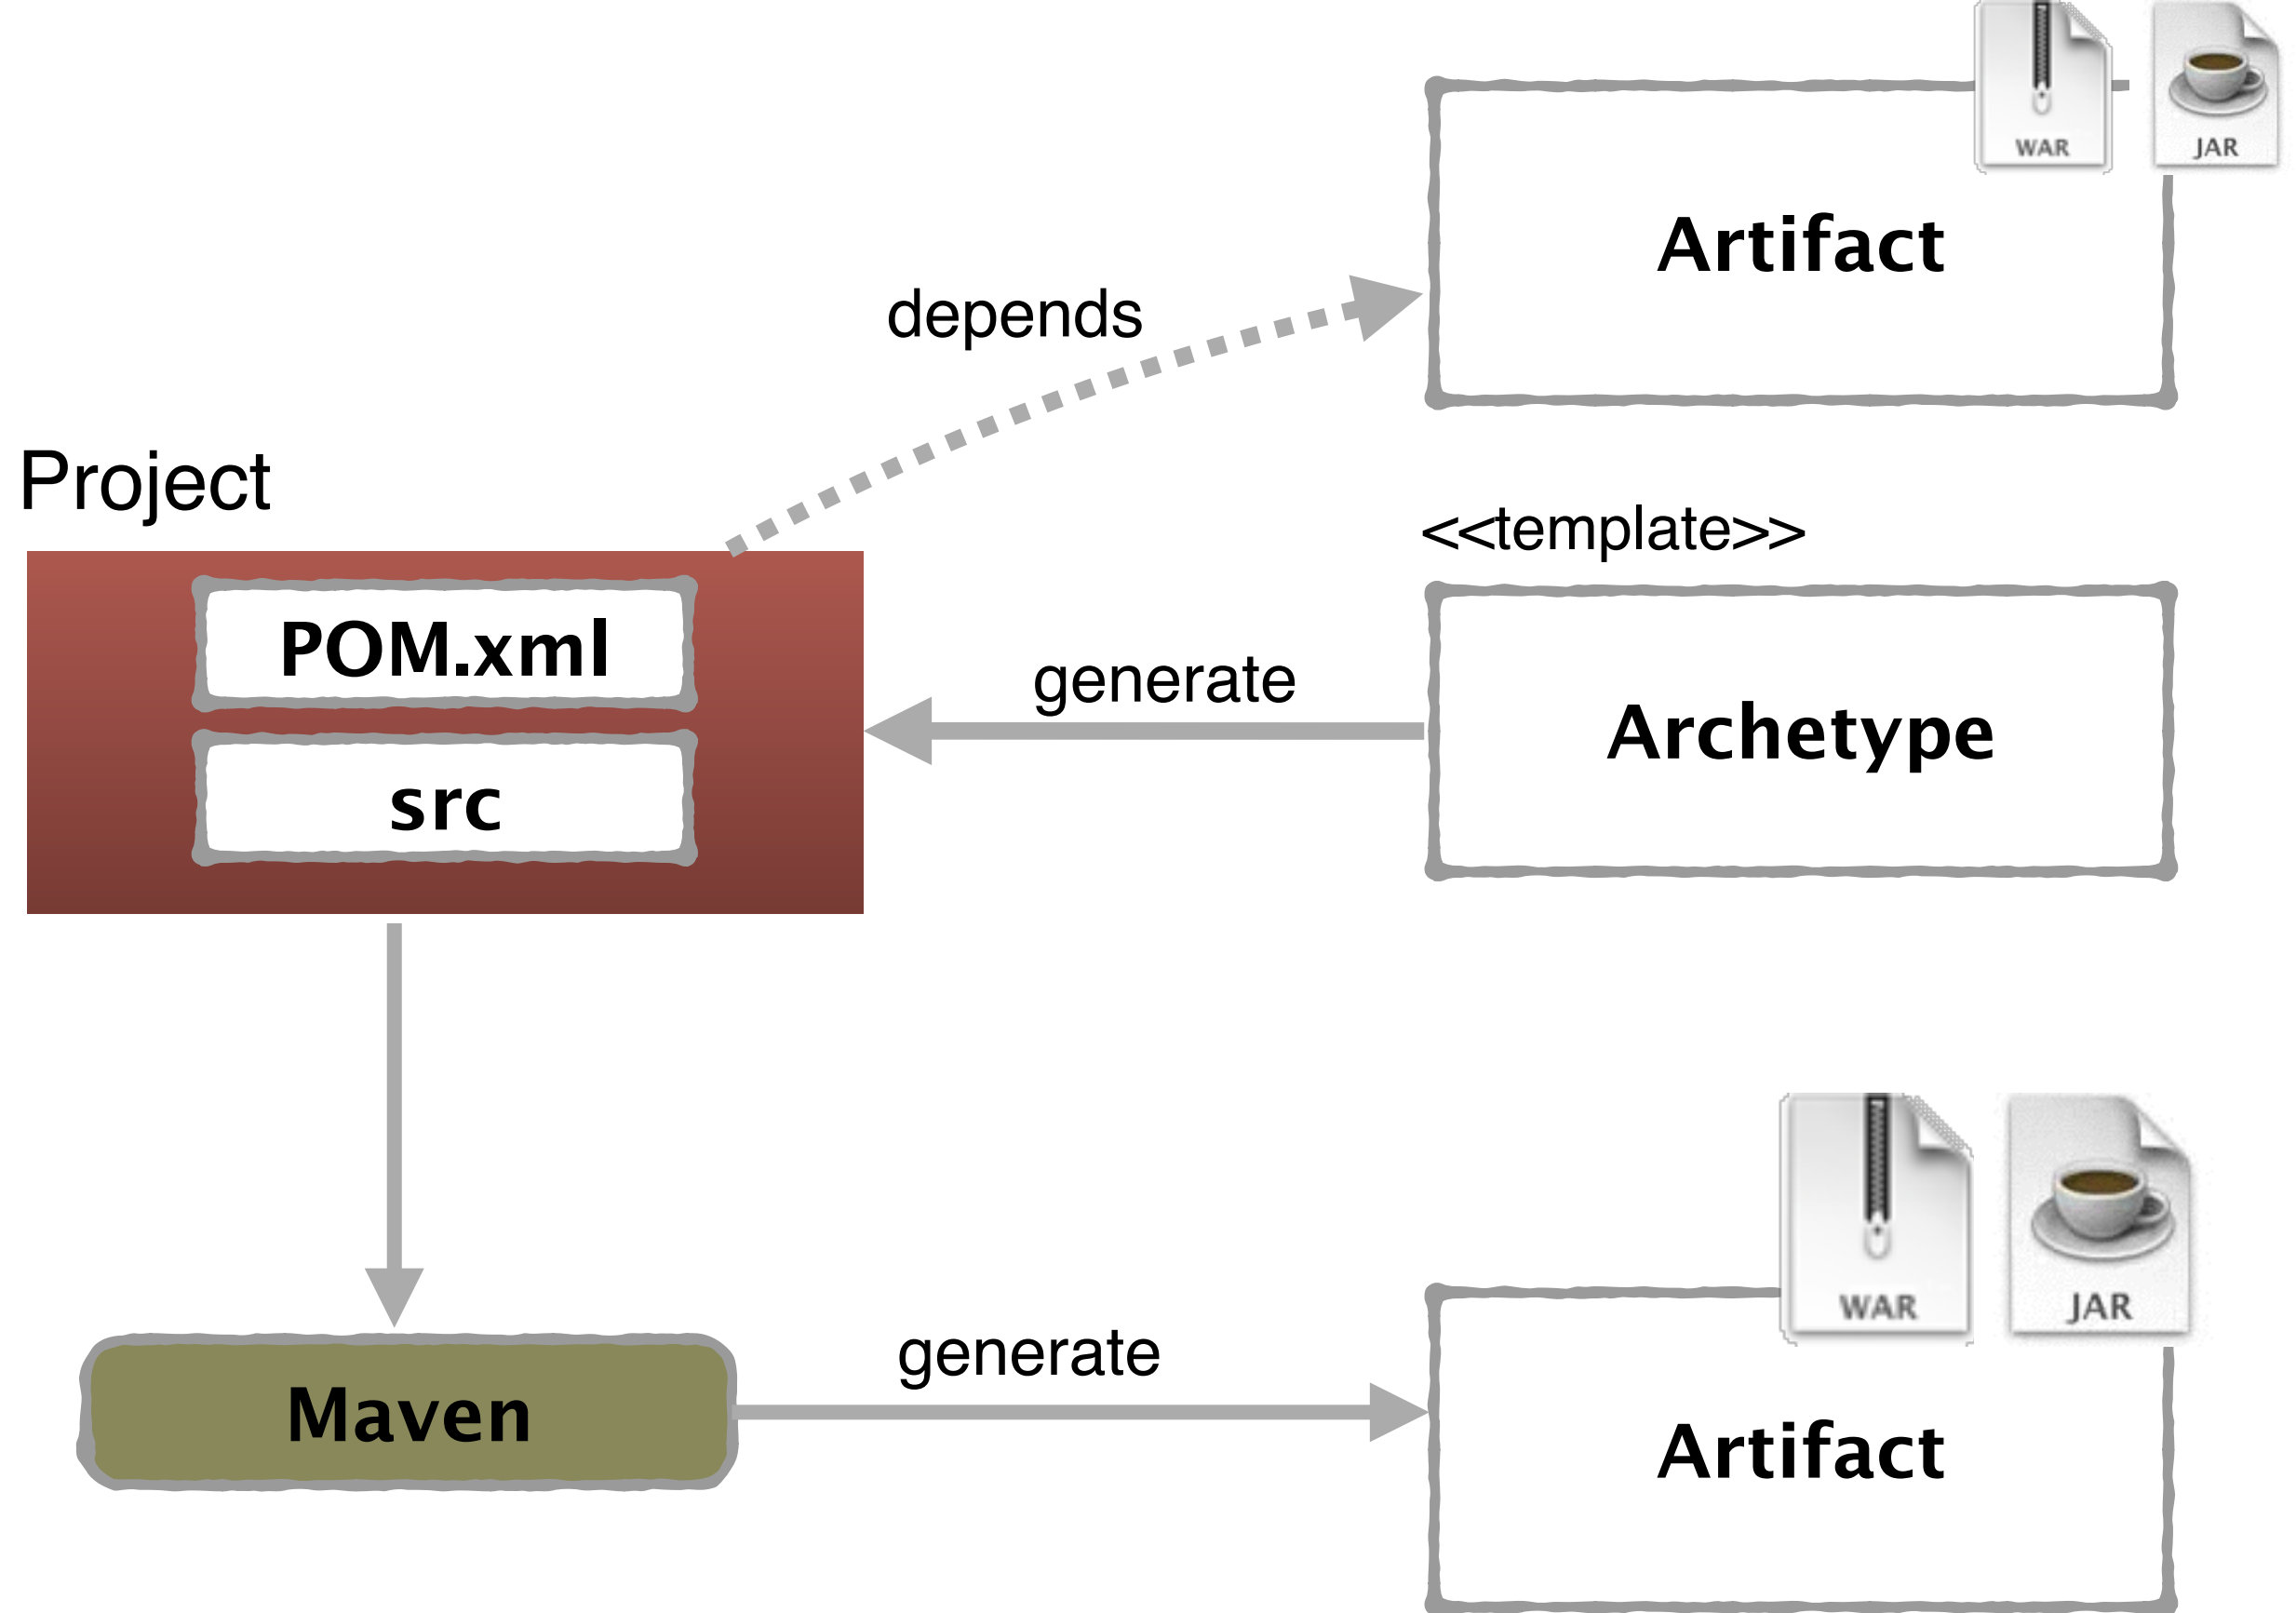 WAR
JAR
Artifact
depends
Project
<<template>>
POM.xml
generate
Archetype
src
WAR
JAR
generate
Maven
Artifact